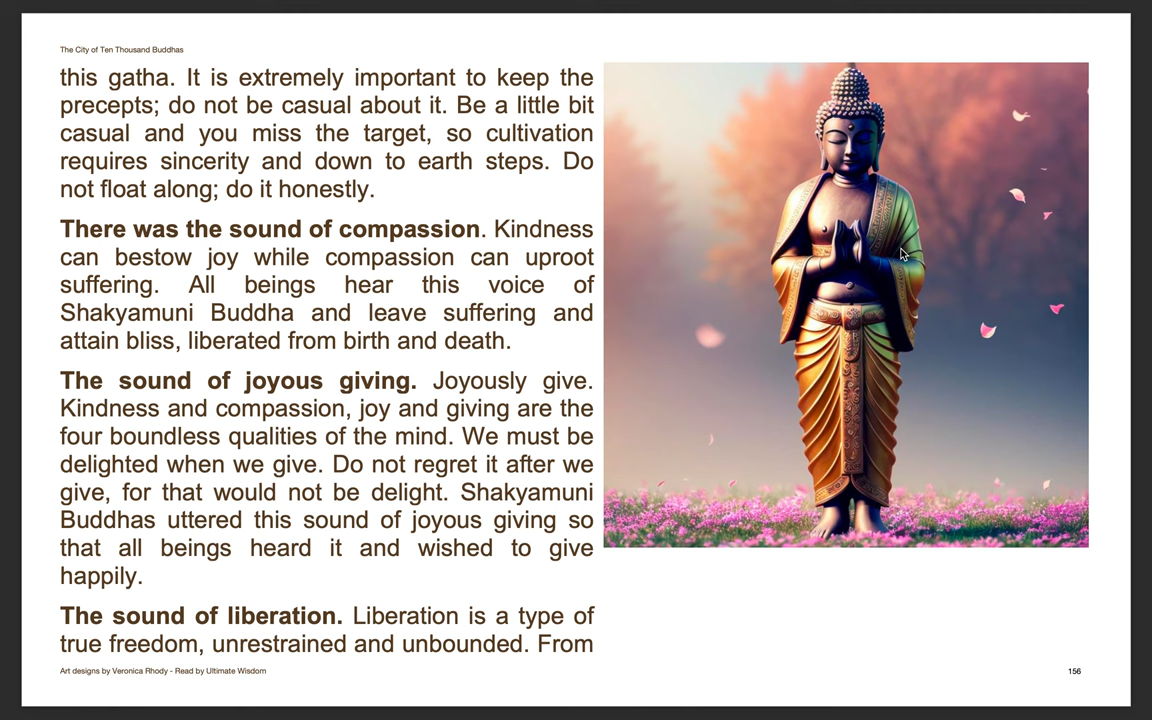 The City of Ten Thousand Buddhas
this gatha. It is extremely important to keep the
precepts; do not be casual about it. Be a little bit
casual and you miss the target, so cultivation
requires sincerity and down to earth steps. Do
not float along; do it honestly.
There was the sound of compassion. Kindness
can bestow joy while compassion can uproot
suffering. All beings hear this voice of
Shakyamuni Buddha and leave suffering and
attain bliss, liberated from birth and death.
The sound of joyous giving. Joyously give.
Kindness and compassion, joy and giving are the
four boundless qualities of the mind. We must be
delighted when we give. Do not regret it after we
give, for that would not be delight. Shakyamuni
Buddhas uttered this sound of joyous giving so
that all beings heard it and wished to give
happily.
The sound of liberation. Liberation is a type of
true freedom, unrestrained and unbounded. From
Art designs by Veronica Rhody - Read by Ultimate Wisdom
156